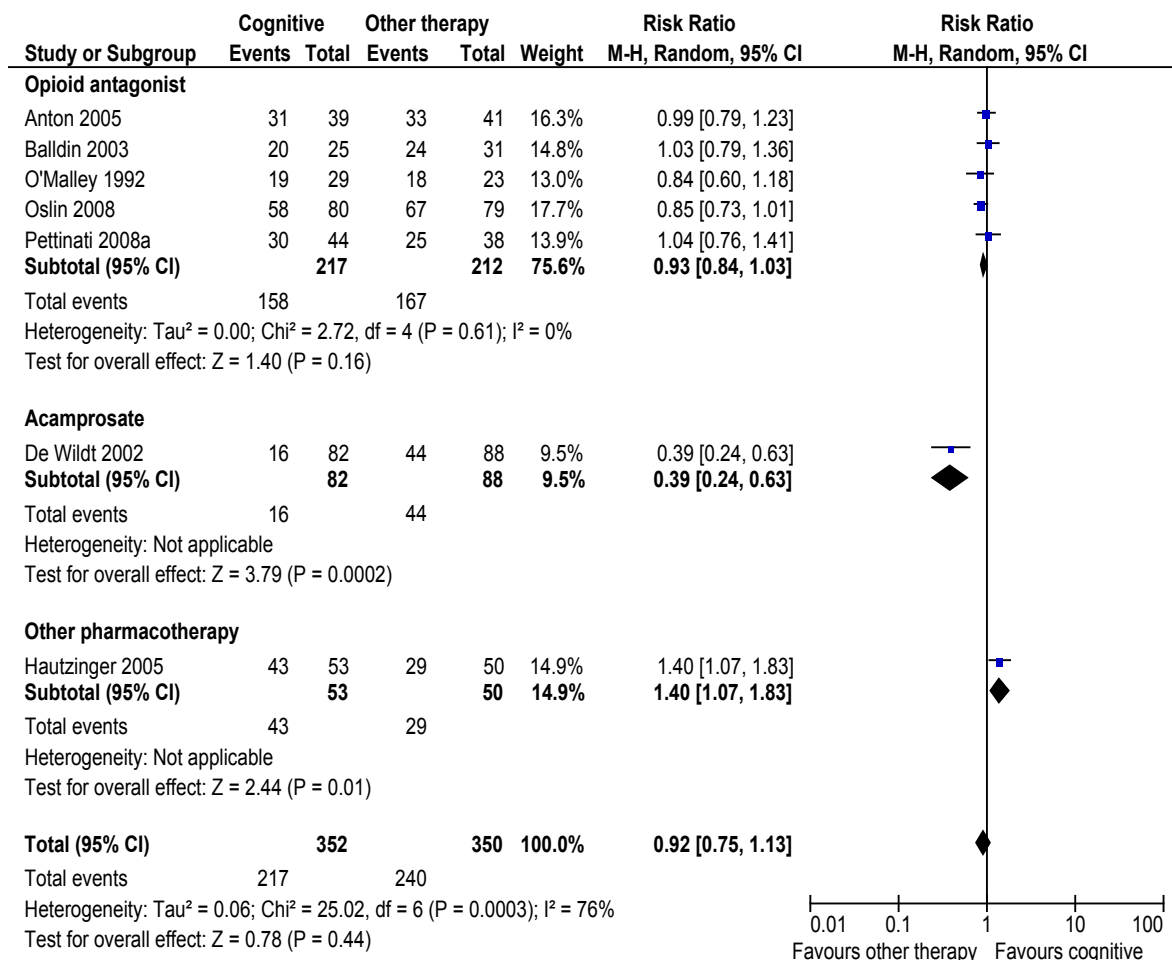 Cognitive Other therapy Risk Ratio Risk Ratio
Study or Subgroup Events Total Events Total Weight M-H, Random, 95% CI M-H, Random, 95% CI
Opioid antagonist
Anton 2005 31 39 33 41 16.3% 0.99 [0.79, 1.23]
Balldin 2003 20 25 24 31 14.8% 1.03 [0.79, 1.36]
O'Malley 1992 19 29 18 23 13.0% 0.84 [0.60, 1.18]
Oslin 2008 58 80 67 79 17.7% 0.85 [0.73, 1.01]
Pettinati 2008a 30 44 25 38 13.9% 1.04 [0.76, 1.41]
Subtotal (95% CI) 217 212 75.6% 0.93 [0.84, 1.03]
Total events 158 167
Heterogeneity: Tau² = 0.00; Chi² = 2.72, df = 4 (P = 0.61); I² = 0%
Test for overall effect: Z = 1.40 (P = 0.16)
Acamprosate
De Wildt 2002 16 82 44 88 9.5% 0.39 [0.24, 0.63]
Subtotal (95% CI) 82 88 9.5% 0.39 [0.24, 0.63]
Total events 16 44
Heterogeneity: Not applicable
Test for overall effect: Z = 3.79 (P = 0.0002)
Other pharmacotherapy
Hautzinger 2005 43 53 29 50 14.9% 1.40 [1.07, 1.83]
Subtotal (95% CI) 53 50 14.9% 1.40 [1.07, 1.83]
Total events 43 29
Heterogeneity: Not applicable
Test for overall effect: Z = 2.44 (P = 0.01)
Total (95% CI) 352 350 100.0% 0.92 [0.75, 1.13]
Total events 217 240
Heterogeneity: Tau² = 0.06; Chi² = 25.02, df = 6 (P = 0.0003); I² = 76%
Test for overall effect: Z = 0.78 (P = 0.44)
0.01 0.1 1 10 100
Favours other therapy Favours cognitive